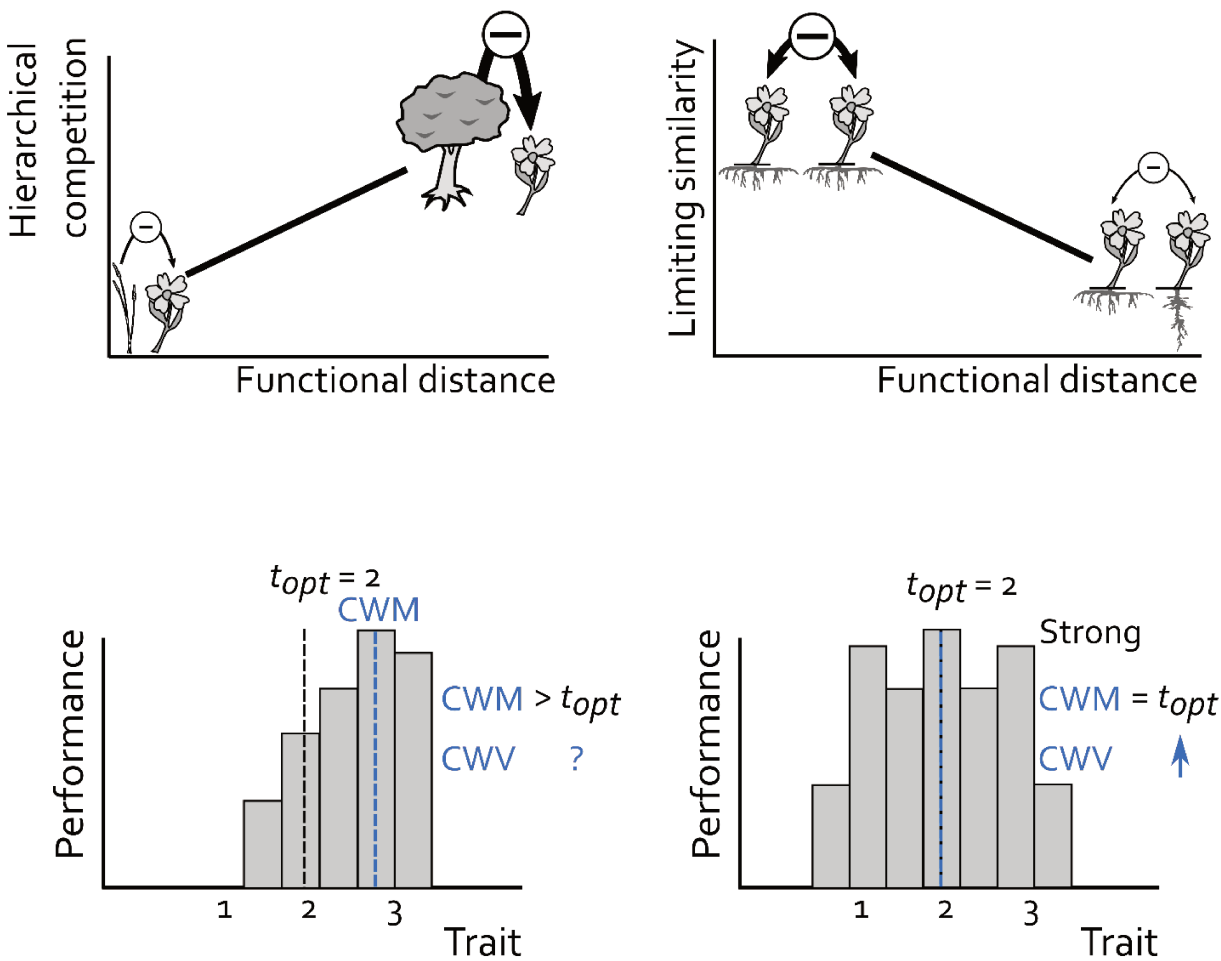 Hierarchical
competition
−
−
Functional distance
Limiting similarity
−
−
Functional distance
t_opt = 2
CWM
Performance
CWM > t_opt
CWV ?
1 2 3
Trait
t_opt = 2
Strong
Performance
CWM = t_opt
CWV
1 2 3
Trait